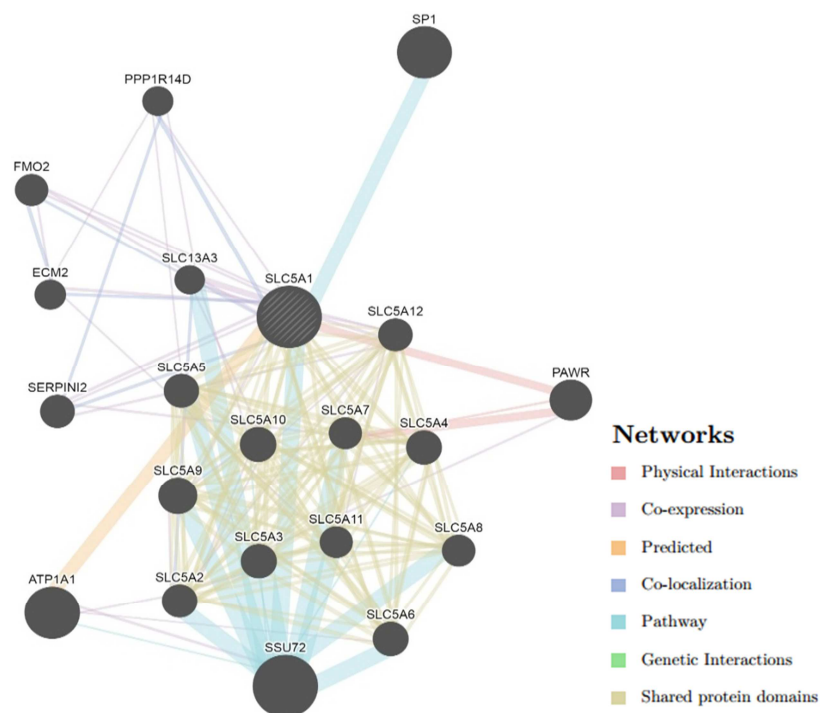 SP1
PPP1R14D
FMO2
SLC13A3
ECM2
SLC5A1
SLC5A12
SLC5A5
PAWR
SERPINI2
SLC5A10
SLC5A7
SLC5A4
Networks
Physical Interactions
SLC5A9
Co-expression
SLC5A11
SLC5A8
SLC5A3
Predicted
ATP1A1
SLC5A2
Co-localization
SLC5A6
Pathway
SSU72
Genetic Interactions
Shared protein domains